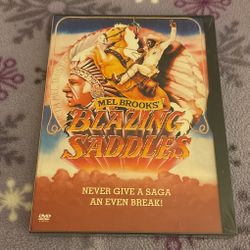 MEL BROOKS'
BLAZING
SADDLES
NEVER GIVE A SAGA
AN EVEN BREAK!
DVD